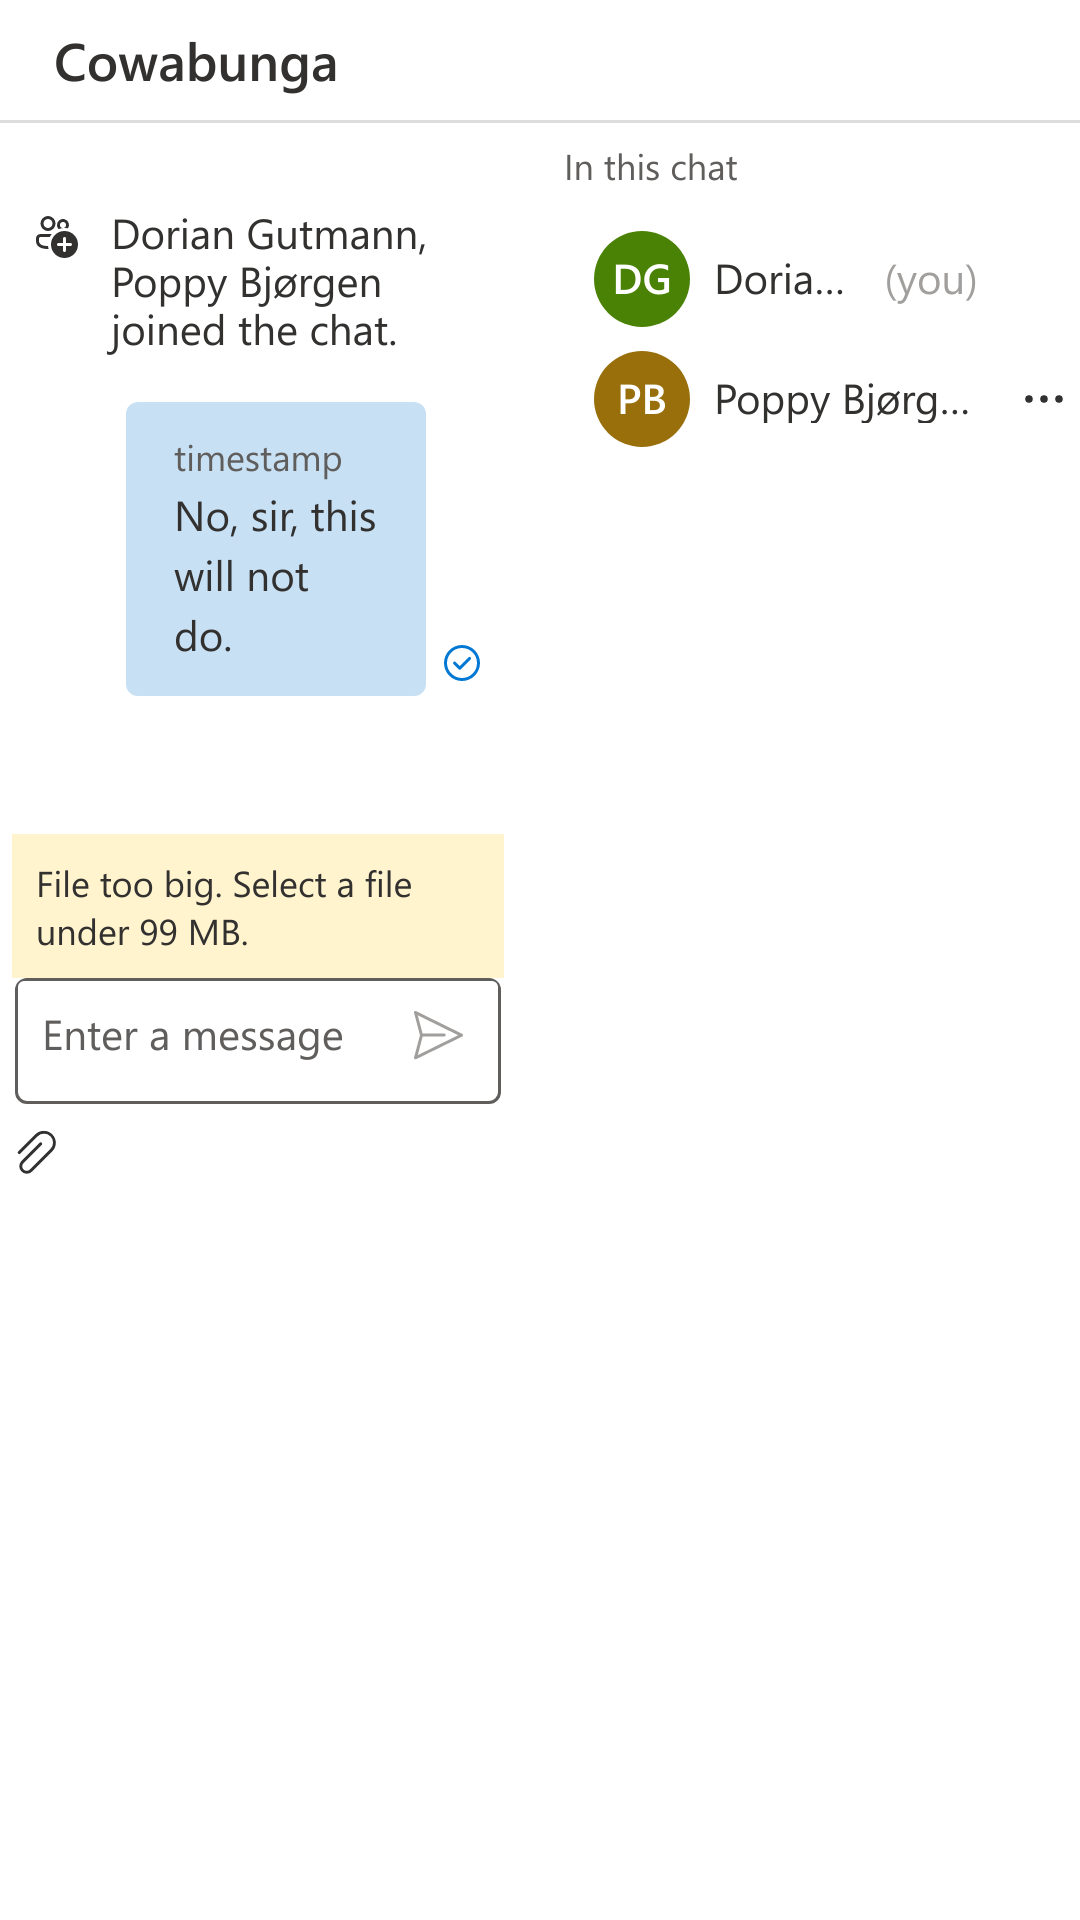 Cowabunga
Dorian Gutmann,
Poppy Bjørgen
joined the chat.
timestamp
No, sir, this
will not
do.
File too big. Select a file
under 99 MB.
Enter a message
In this chat
DG Doria... (you)
PB Poppy Bjørg...